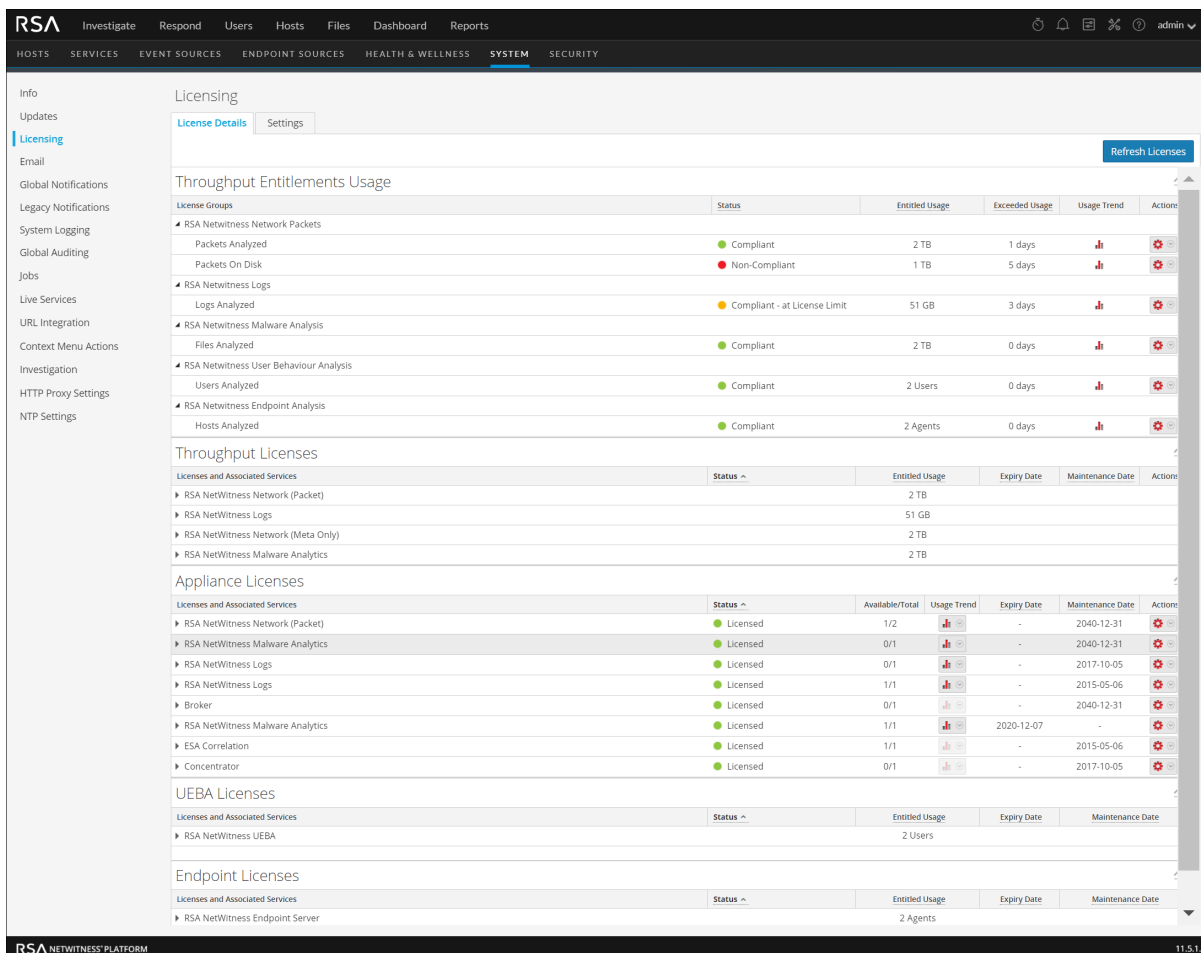 RSA Investigate Respond Users Hosts Files Dashboard Reports admin
HOSTS SERVICES EVENT SOURCES ENDPOINT SOURCES HEALTH & WELLNESS SYSTEM SECURITY
Info
Updates
Licensing
Email
Global Notifications
Legacy Notifications
System Logging
Global Auditing
Jobs
Live Services
URL Integration
Context Menu Actions
Investigation
HTTP Proxy Settings
NTP Settings
Licensing
License Details Settings
Refresh Licenses
Throughput Entitlements Usage
License Groups Status Entitled Usage Exceeded Usage Usage Trend Actions
RSA Netwitness Network Packets
Packets Analyzed Compliant 2 TB 1 days
Packets On Disk Non-Compliant 1 TB 5 days
RSA Netwitness Logs
Logs Analyzed Compliant - at License Limit 51 GB 3 days
RSA Netwitness Malware Analysis
Files Analyzed Compliant 2 TB 0 days
RSA Netwitness User Behaviour Analysis
Users Analyzed Compliant 2 Users 0 days
RSA Netwitness Endpoint Analysis
Hosts Analyzed Compliant 2 Agents 0 days
Throughput Licenses
Licenses and Associated Services Status Entitled Usage Expiry Date Maintenance Date Actions
RSA NetWitness Network (Packet) 2 TB
RSA NetWitness Logs 51 GB
RSA NetWitness Network (Meta Only) 2 TB
RSA NetWitness Malware Analytics 2 TB
Appliance Licenses
Licenses and Associated Services Status Available/Total Usage Trend Expiry Date Maintenance Date Actions
RSA NetWitness Network (Packet) Licensed 1/2 - 2040-12-31
RSA NetWitness Malware Analytics Licensed 0/1 - 2040-12-31
RSA NetWitness Logs Licensed 0/1 - 2017-10-05
RSA NetWitness Logs Licensed 1/1 - 2015-05-06
Broker Licensed 0/1 - 2040-12-31
RSA NetWitness Malware Analytics Licensed 1/1 2020-12-07 -
ESA Correlation Licensed 1/1 - 2015-05-06
Concentrator Licensed 0/1 - 2017-10-05
UEBA Licenses
Licenses and Associated Services Status Entitled Usage Expiry Date Maintenance Date
RSA NetWitness UEBA 2 Users
Endpoint Licenses
Licenses and Associated Services Status Entitled Usage Expiry Date Maintenance Date
RSA NetWitness Endpoint Server 2 Agents
RSA NETWITNESS® PLATFORM 11.5.1.